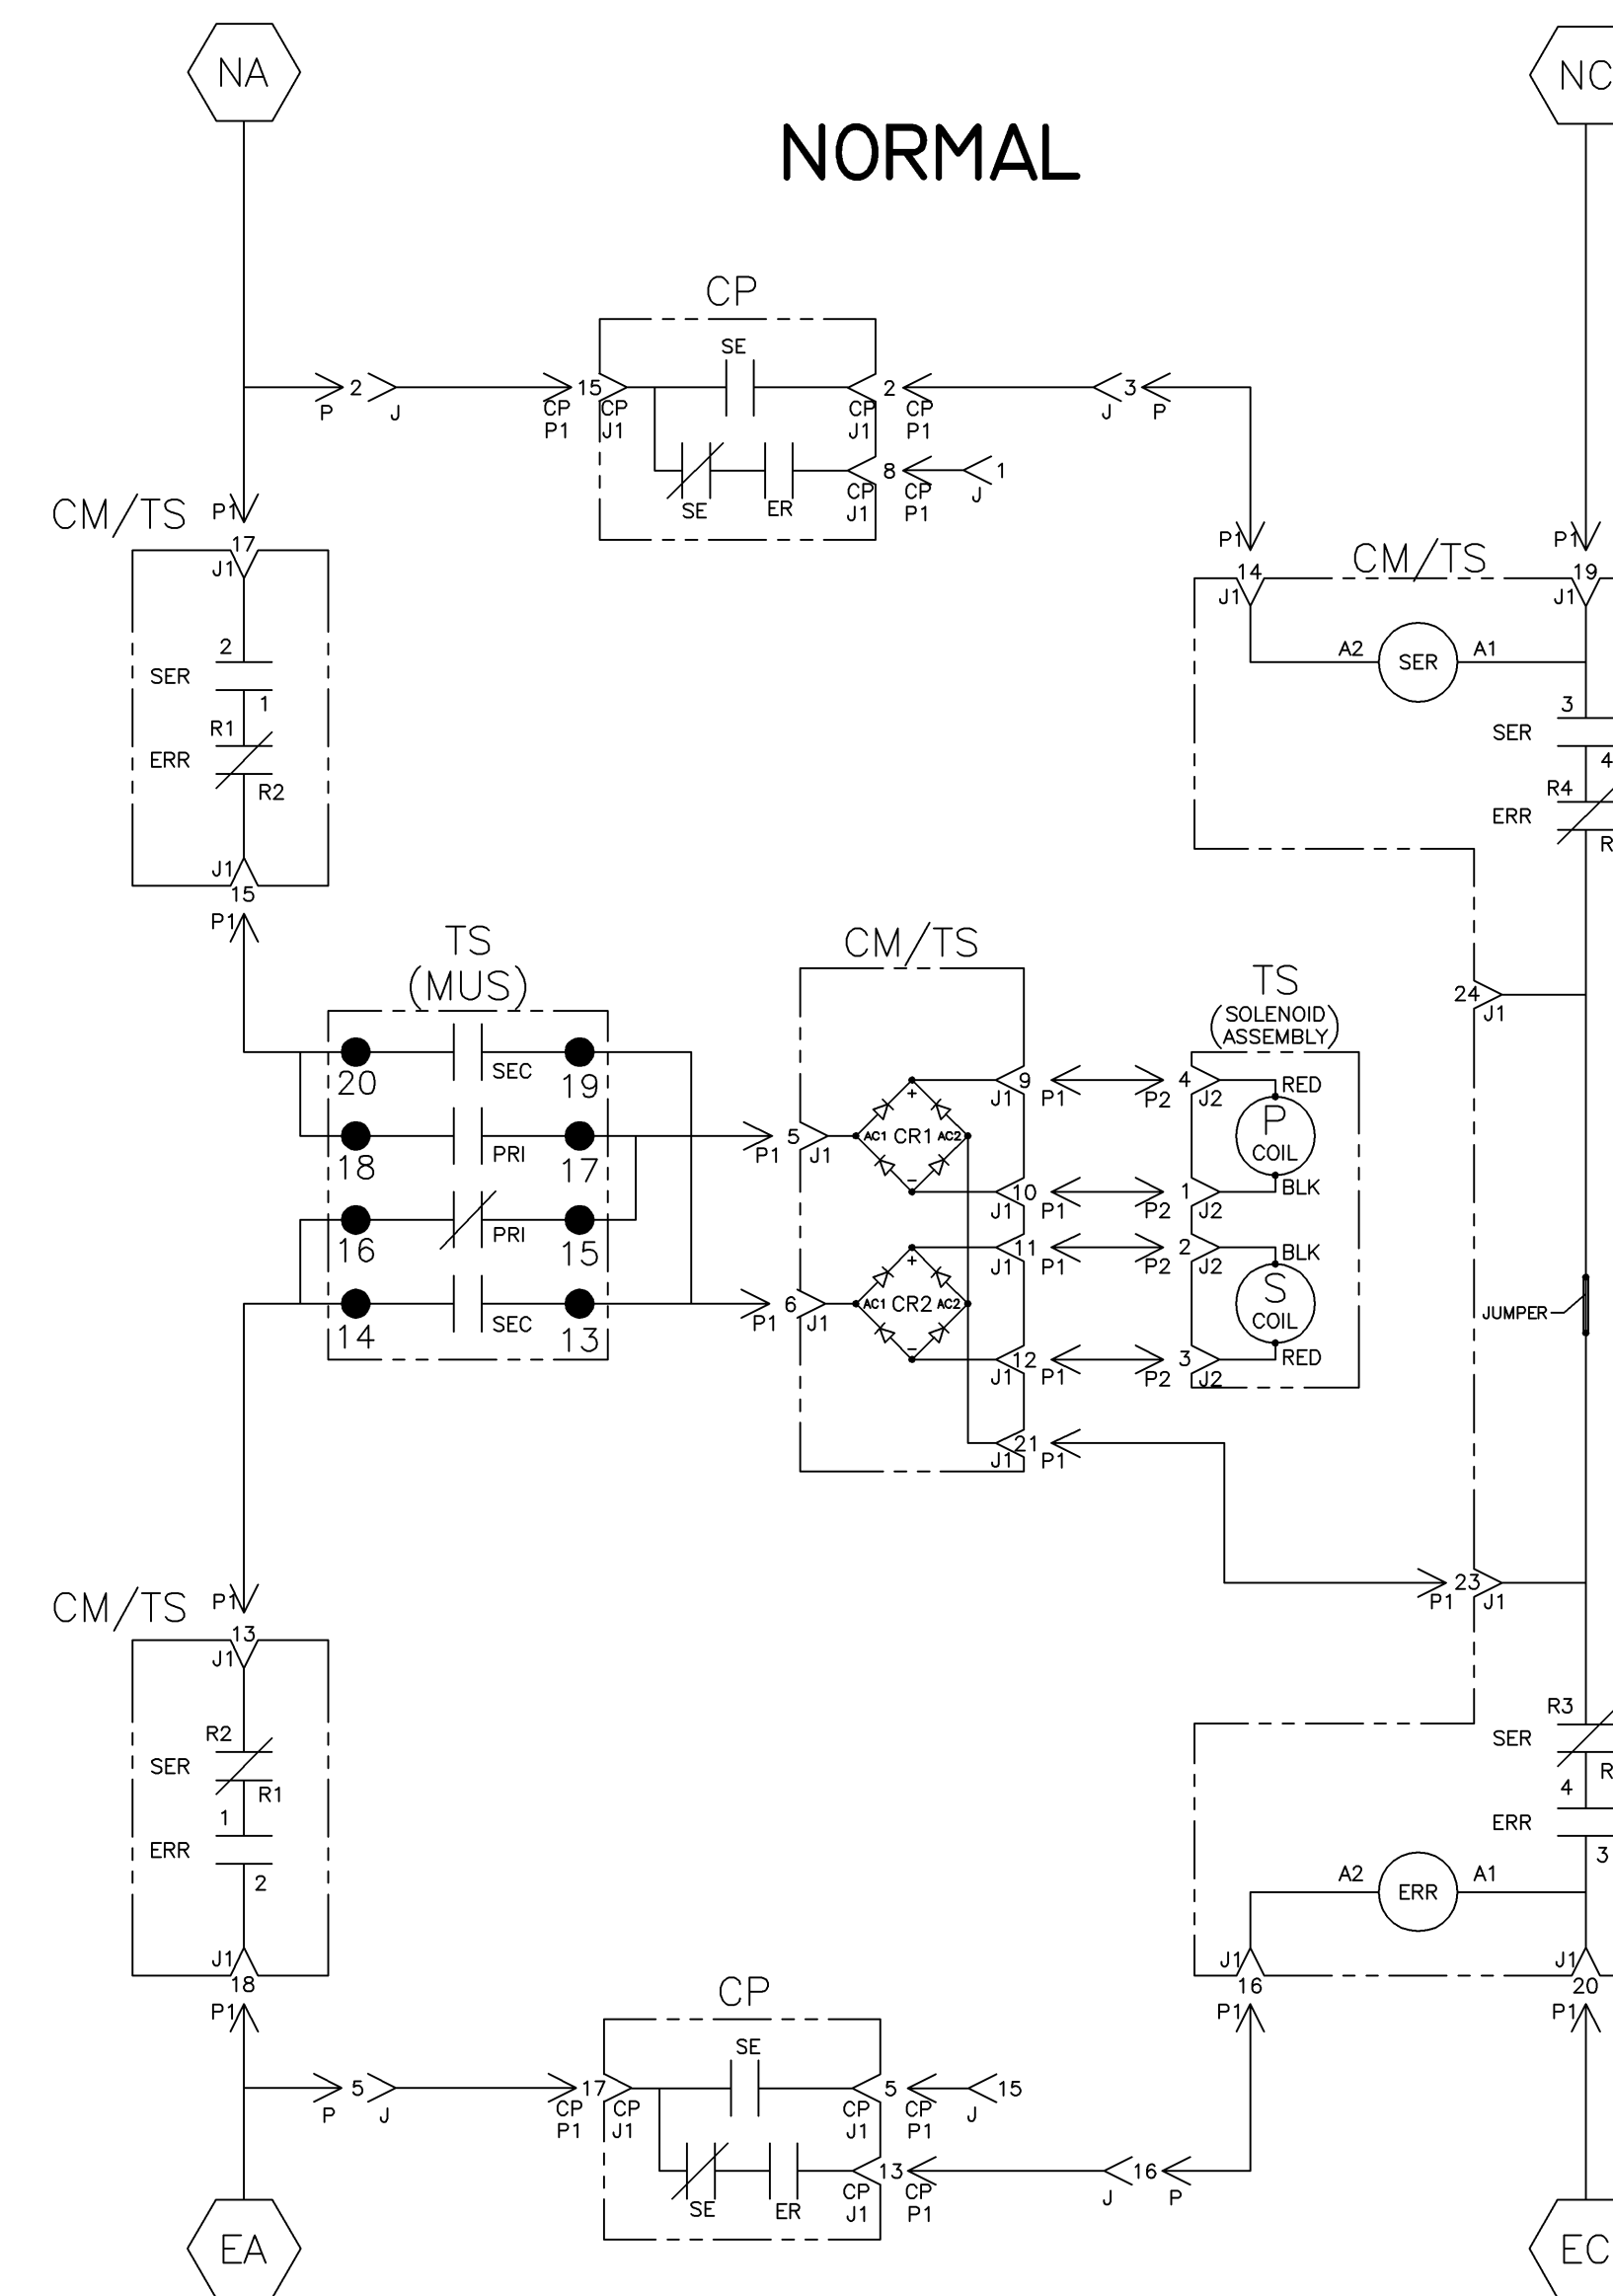 NA
NC
NORMAL
CP
SE
2
15
2
3
P
J
CP
CP
CP
CP
J
P
P1
J1
J1
P1
8
1
SE
ER
CP
CP
J
J1
P1
CM/TS
P1
17
J1
2
SER
1
R1
ERR
R2
J1
15
P1
P1
14
J1
CM/TS
P1
19
J1
A2
SER
A1
3
SER
4
R4
ERR
R
24
J1
TS
(MUS)
20
SEC
19
18
PRI
17
16
PRI
15
14
SEC
13
CM/TS
5
P1
J1
AC1
CR1
AC2
+
−
9
J1
P1
10
J1
P1
11
J1
P1
6
P1
J1
AC1
CR2
AC2
+
−
12
J1
P1
21
J1
P1
TS
(SOLENOID
ASSEMBLY)
4
P2
J2
RED
P
COIL
1
P2
J2
BLK
2
P2
J2
BLK
S
COIL
3
P2
J2
RED
JUMPER
23
P1
J1
CM/TS
P1
13
J1
R2
SER
R1
1
ERR
2
J1
18
P1
R3
SER
R
4
ERR
3
A2
ERR
A1
J1
16
P1
J1
20
P1
CP
SE
5
17
5
15
P
J
CP
CP
CP
CP
J
P1
J1
J1
P1
13
16
SE
ER
CP
CP
J
P
J1
P1
EA
EC